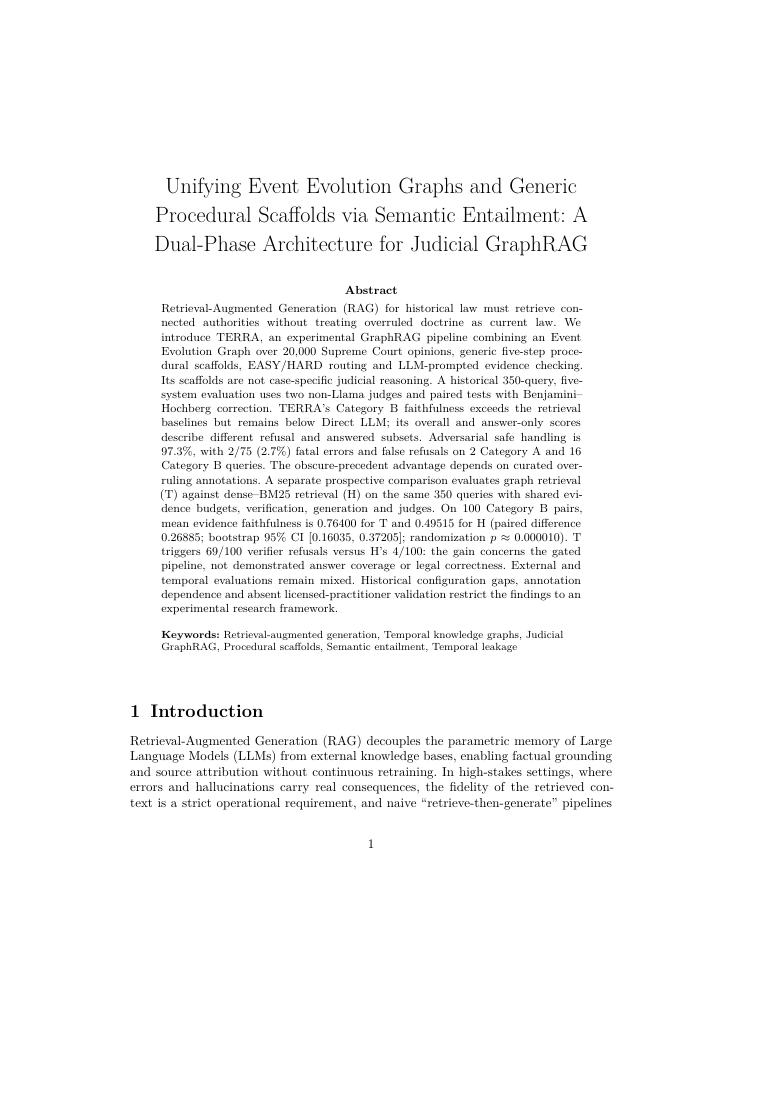 Unifying Event Evolution Graphs and Generic
Procedural Scaffolds via Semantic Entailment: A
Dual-Phase Architecture for Judicial GraphRAG
Abstract
Retrieval-Augmented Generation (RAG) for historical law must retrieve con-
nected authorities without treating overruled doctrine as current law. We
introduce TERRA, an experimental GraphRAG pipeline combining an Event
Evolution Graph over 20,000 Supreme Court opinions, generic five-step proce-
dural scaffolds, EASY/HARD routing and LLM-prompted evidence checking.
Its scaffolds are not case-specific judicial reasoning. A historical 350-query, five-
system evaluation uses two non-Llama judges and paired tests with Benjamini–
Hochberg correction. TERRA's Category B faithfulness exceeds the retrieval
baselines but remains below Direct LLM; its overall and answer-only scores
describe different refusal and answered subsets. Adversarial safe handling is
97.3%, with 2/75 (2.7%) fatal errors and false refusals on 2 Category A and 16
Category B queries. The obscure-precedent advantage depends on curated over-
ruling annotations. A separate prospective comparison evaluates graph retrieval
(T) against dense–BM25 retrieval (H) on the same 350 queries with shared evi-
dence budgets, verification, generation and judges. On 100 Category B pairs,
mean evidence faithfulness is 0.76400 for T and 0.49515 for H (paired difference
0.26885; bootstrap 95% CI [0.16035, 0.37205]; randomization p ≈ 0.000010). T
triggers 69/100 verifier refusals versus H's 4/100: the gain concerns the gated
pipeline, not demonstrated answer coverage or legal correctness. External and
temporal evaluations remain mixed. Historical configuration gaps, annotation
dependence and absent licensed-practitioner validation restrict the findings to an
experimental research framework.
Keywords: Retrieval-augmented generation, Temporal knowledge graphs, Judicial
GraphRAG, Procedural scaffolds, Semantic entailment, Temporal leakage
1 Introduction
Retrieval-Augmented Generation (RAG) decouples the parametric memory of Large
Language Models (LLMs) from external knowledge bases, enabling factual grounding
and source attribution without continuous retraining. In high-stakes settings, where
errors and hallucinations carry real consequences, the fidelity of the retrieved con-
text is a strict operational requirement, and naive “retrieve-then-generate” pipelines
1